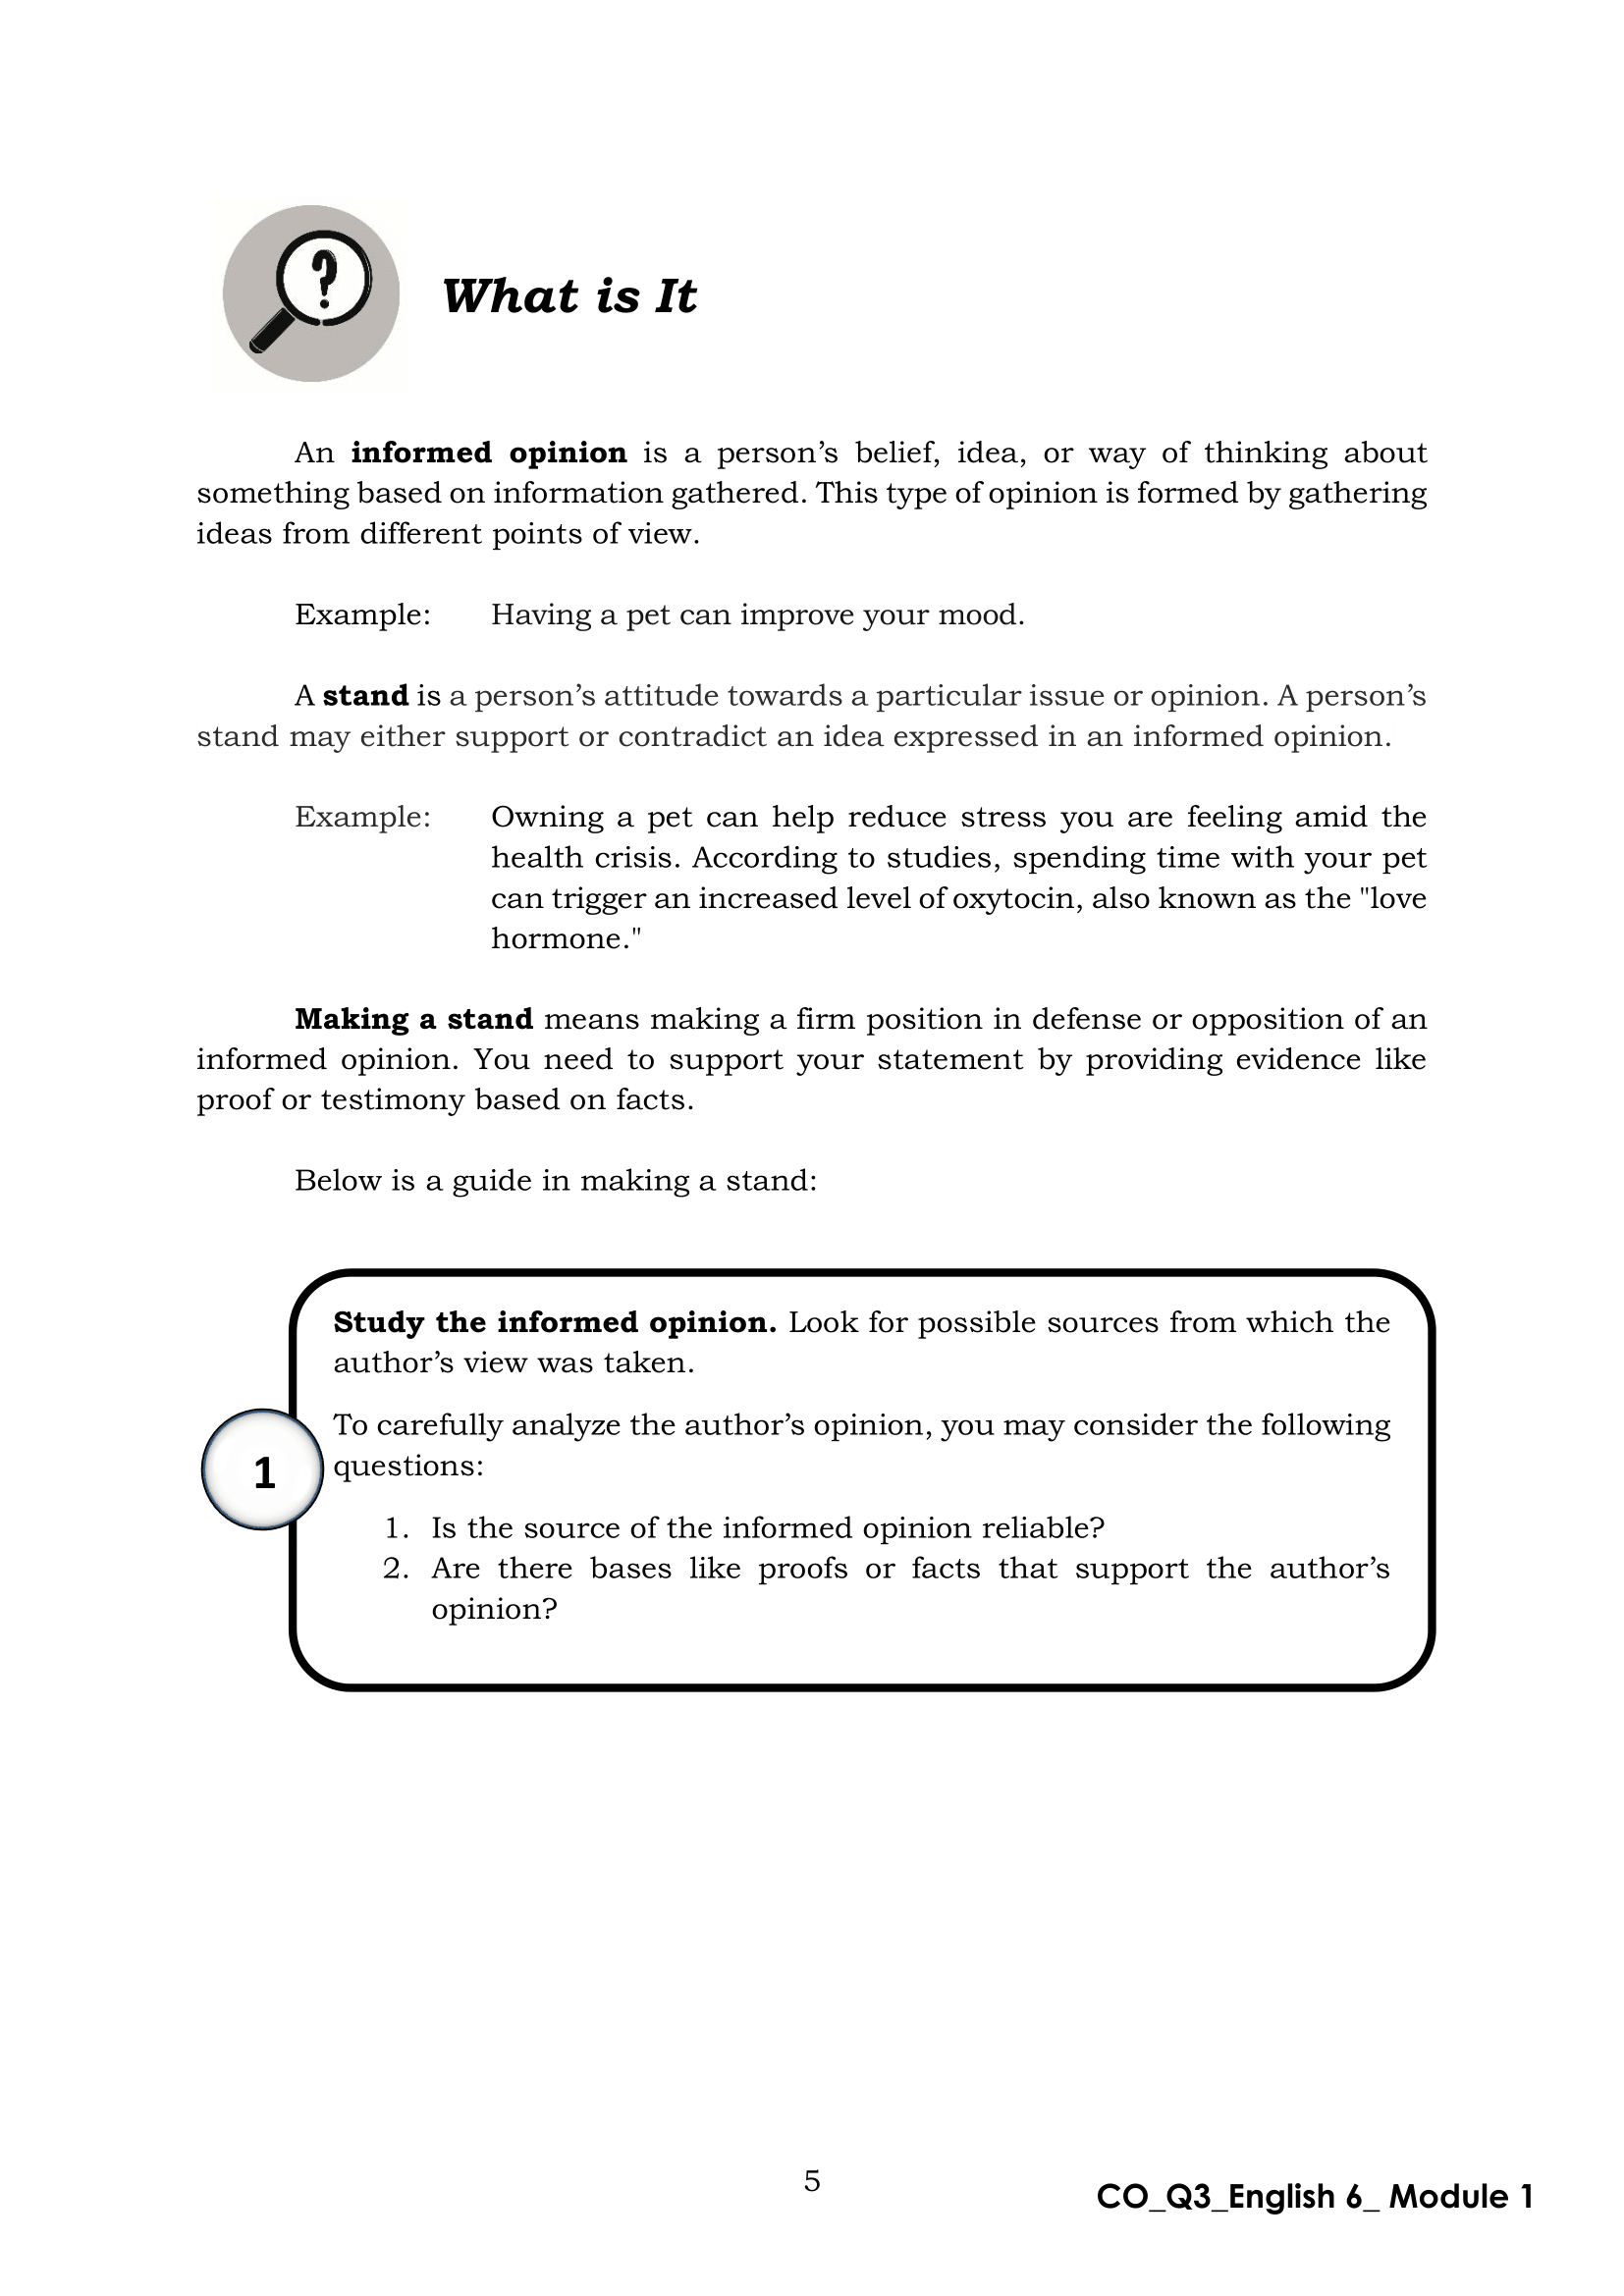 ?
What is It
An informed opinion is a person's belief, idea, or way of thinking about
something based on information gathered. This type of opinion is formed by gathering
ideas from different points of view.
Example: Having a pet can improve your mood.
A stand is a person's attitude towards a particular issue or opinion. A person's
stand may either support or contradict an idea expressed in an informed opinion.
Example: Owning a pet can help reduce stress you are feeling amid the
health crisis. According to studies, spending time with your pet
can trigger an increased level of oxytocin, also known as the "love
hormone."
Making a stand means making a firm position in defense or opposition of an
informed opinion. You need to support your statement by providing evidence like
proof or testimony based on facts.
Below is a guide in making a stand:
Study the informed opinion. Look for possible sources from which the
author's view was taken.
To carefully analyze the author's opinion, you may consider the following
questions:
1
1. Is the source of the informed opinion reliable?
2. Are there bases like proofs or facts that support the author's
opinion?
5
CO_Q3_English 6_ Module 1